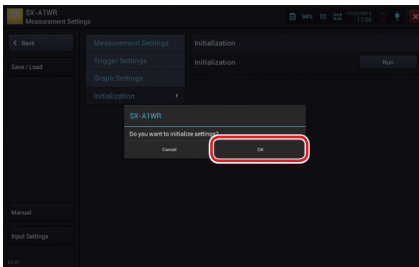 SX-A1WR
Measurement Settings
94%
17:06
Back
Measurement Settings
Initialization
Save / Load
Trigger Settings
Initialization
Run
Graph Settings
Initialization
SX-A1WR
Do you want to initialize settings?
Cancel
OK
Manual
Input Settings